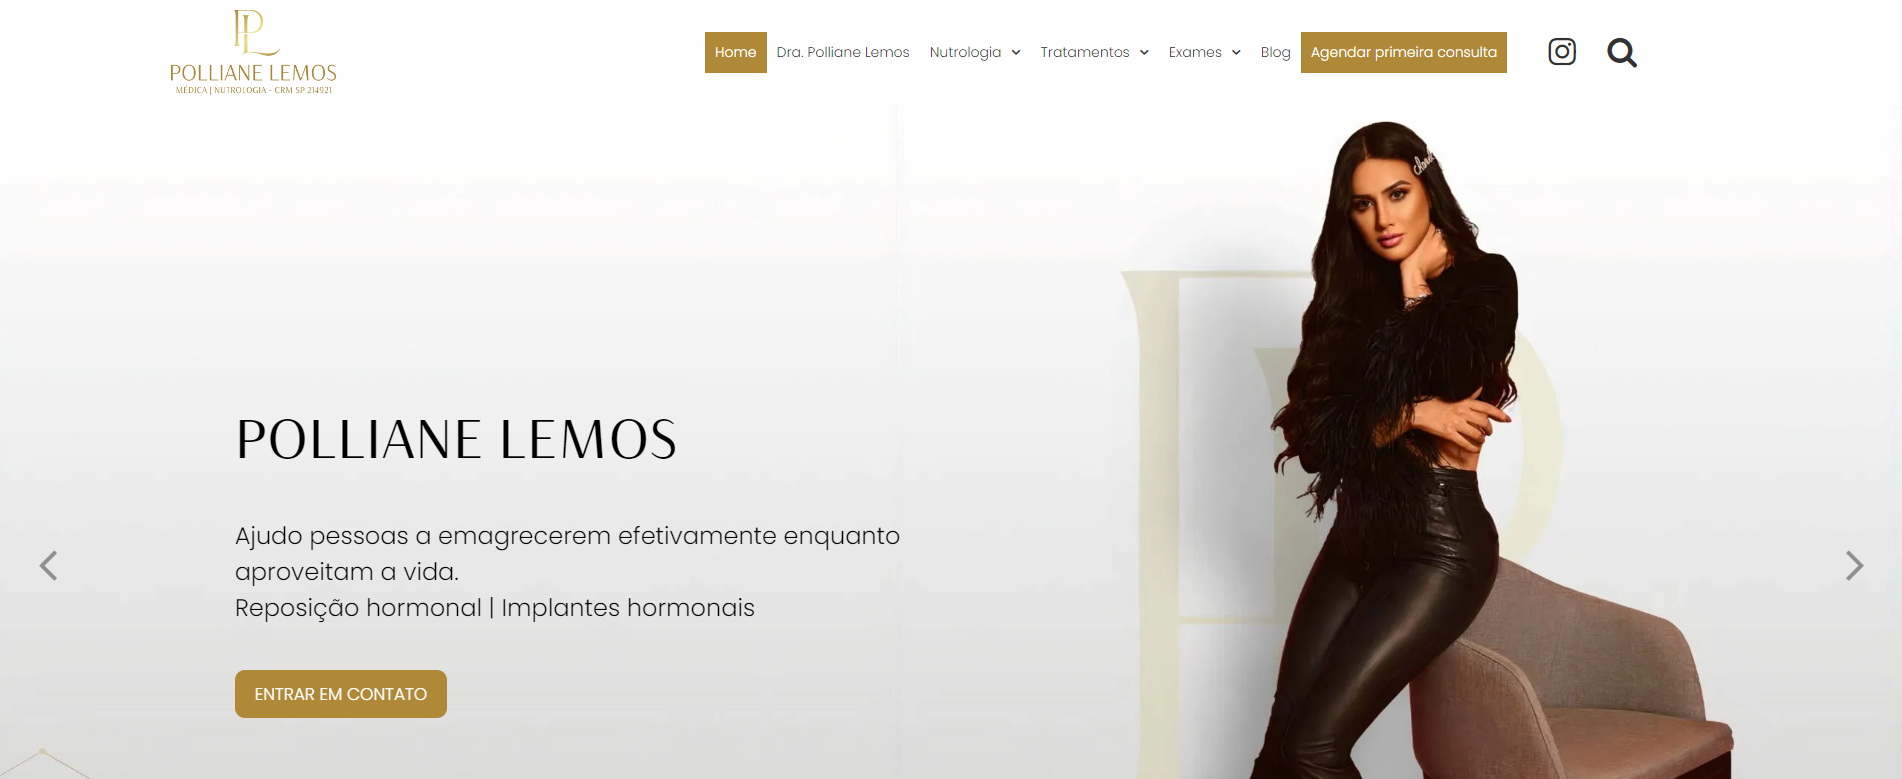 PL
POLLIANE LEMOS
MÉDICA | NUTROLOGIA - CRM SP 214921
Home Dra. Polliane Lemos Nutrologia Tratamentos Exames Blog Agendar primeira consulta
chanel
POLLIANE LEMOS
Ajudo pessoas a emagrecerem efetivamente enquanto
aproveitam a vida.
Reposição hormonal | Implantes hormonais
ENTRAR EM CONTATO